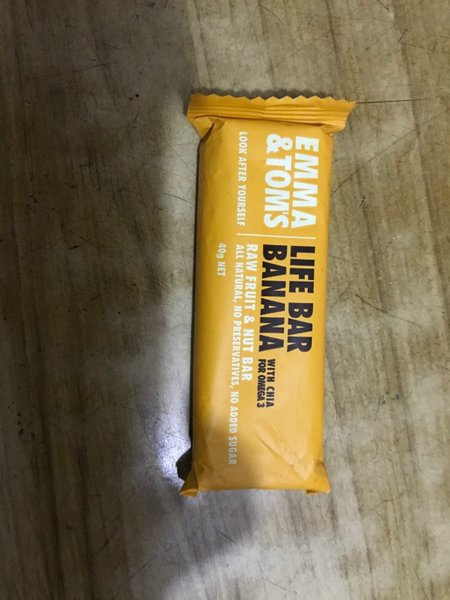 EMMA
&TOM'S
LOOK AFTER YOURSELF
LIFE BAR
BANANA
WITH CHIA
FOR OMEGA 3
RAW FRUIT & NUT BAR
ALL NATURAL, NO PRESERVATIVES, NO ADDED SUGAR
40g NET